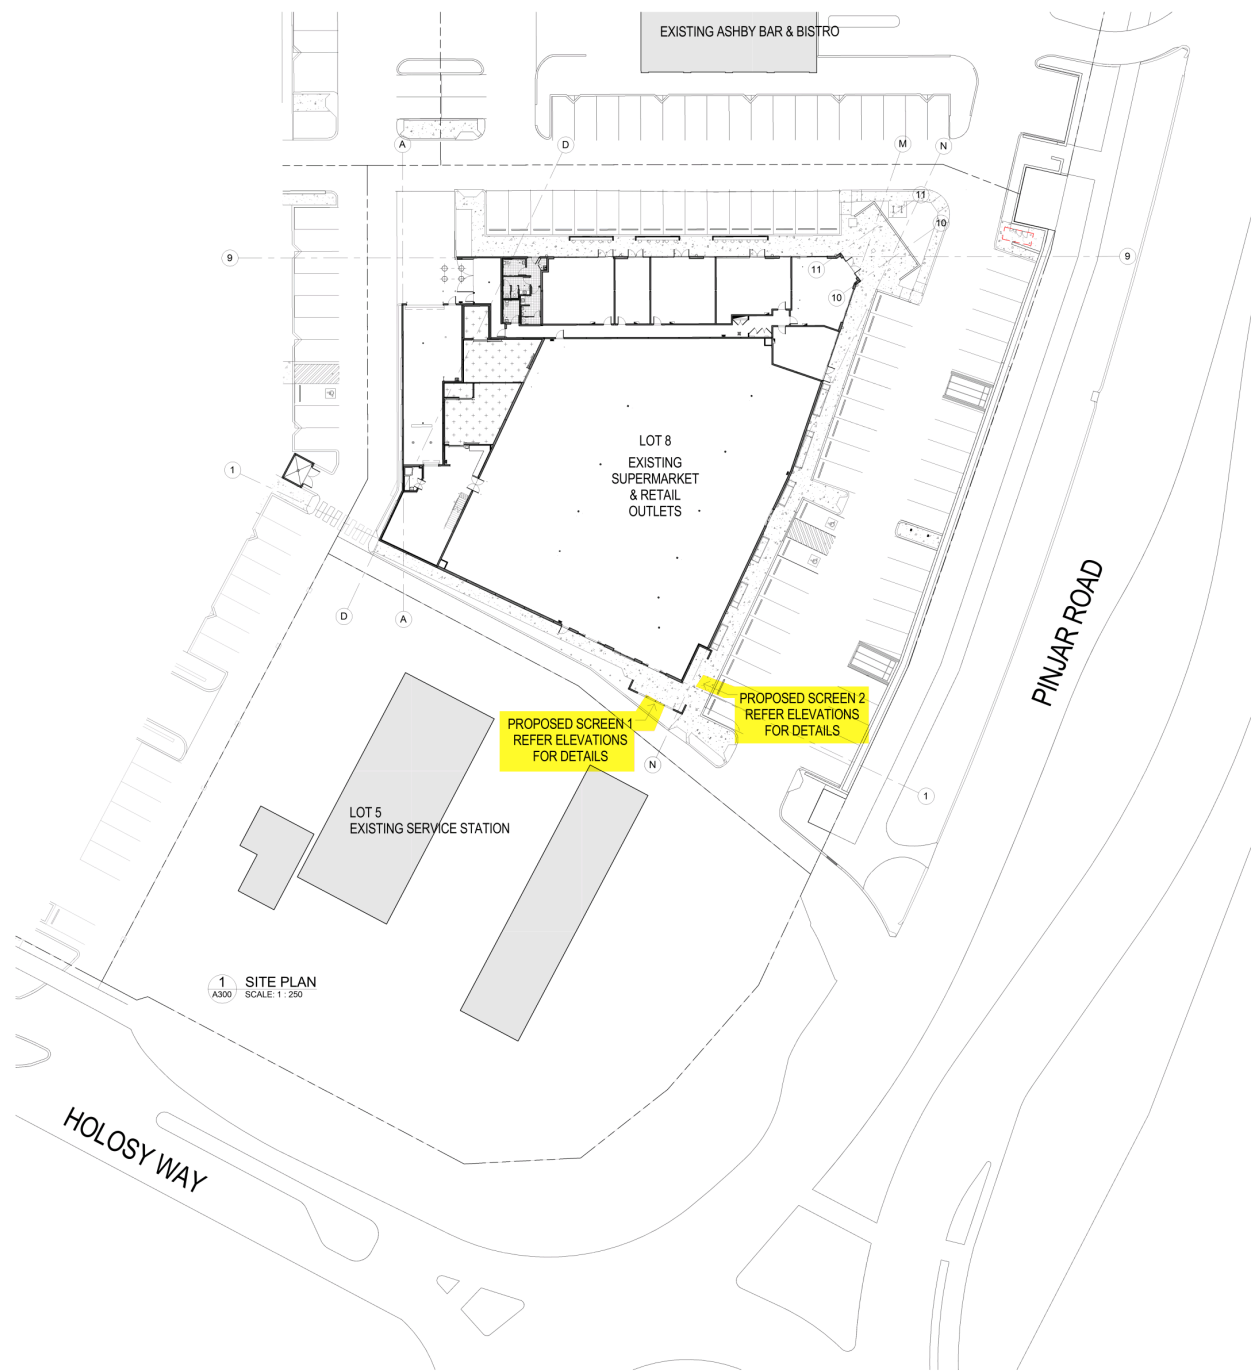 EXISTING ASHBY BAR & BISTRO
A
D
M
N
11
10
9
9
11
10
1
LOT 8
EXISTING
SUPERMARKET
& RETAIL
OUTLETS
PINJAR ROAD
D
A
PROPOSED SCREEN 2
REFER ELEVATIONS
FOR DETAILS
PROPOSED SCREEN 1
REFER ELEVATIONS
FOR DETAILS
N
1
LOT 5
EXISTING SERVICE STATION
1 SITE PLAN
A300 SCALE: 1 : 250
HOLOSY WAY